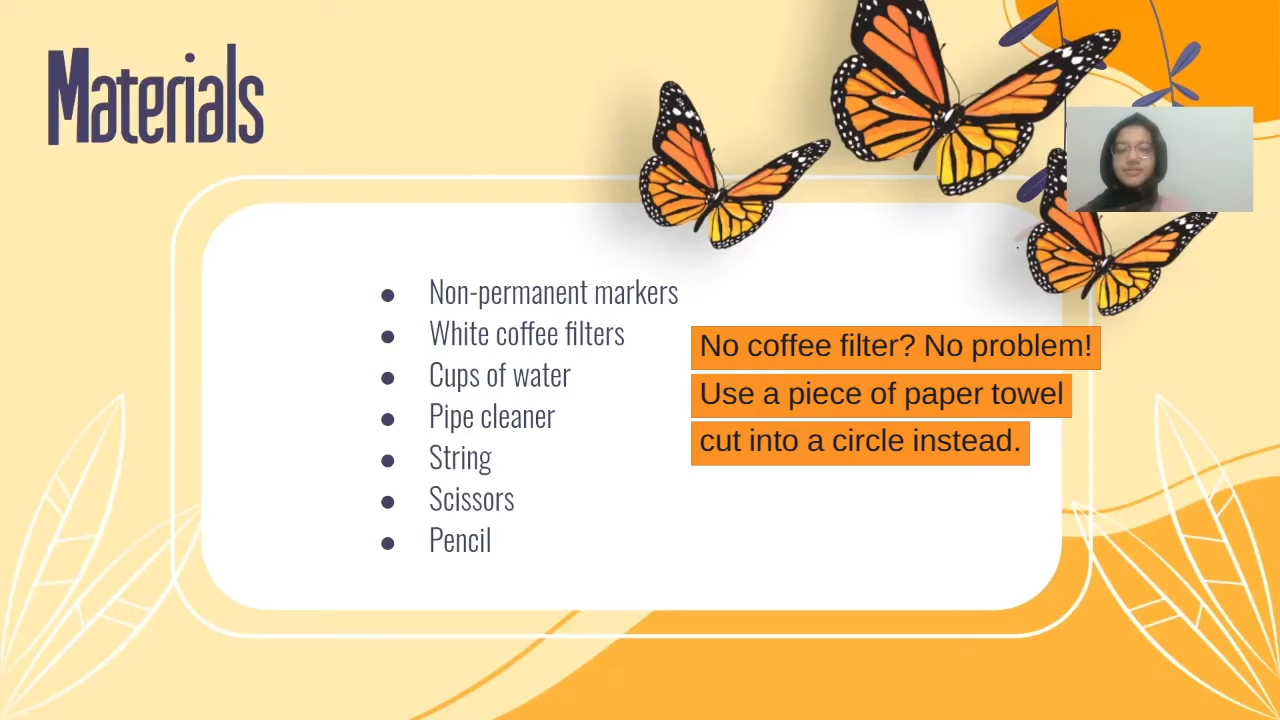 Materials
Non-permanent markers
White coffee filters
Cups of water
Pipe cleaner
String
Scissors
Pencil
No coffee filter? No problem!
Use a piece of paper towel
cut into a circle instead.